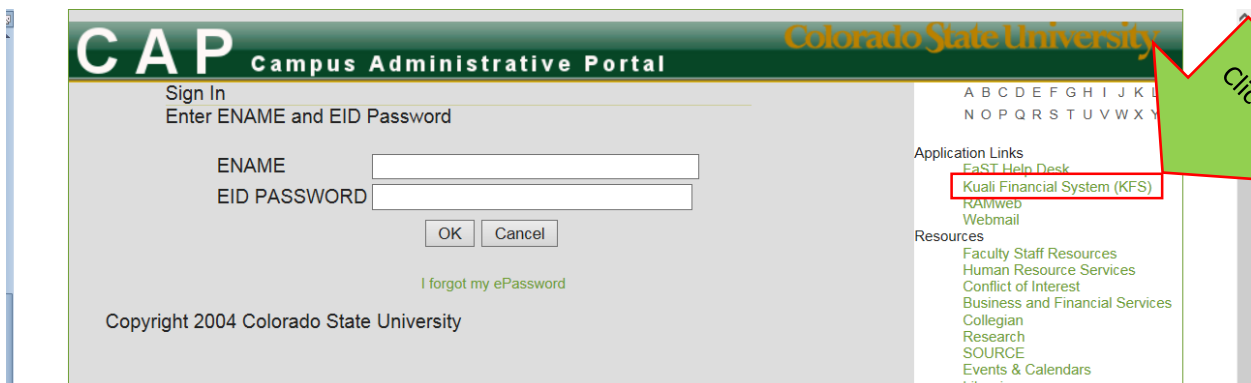 CAP Campus Administrative Portal
Colorado State University
Sign In
Enter ENAME and EID Password
ENAME
EID PASSWORD
OK Cancel
I forgot my ePassword
Copyright 2004 Colorado State University
A B C D E F G H I J K L
N O P Q R S T U V W X Y
Application Links
FaST Help Desk
Kuali Financial System (KFS)
RAMweb
Webmail
Resources
Faculty Staff Resources
Human Resource Services
Conflict of Interest
Business and Financial Services
Collegian
Research
SOURCE
Events & Calendars